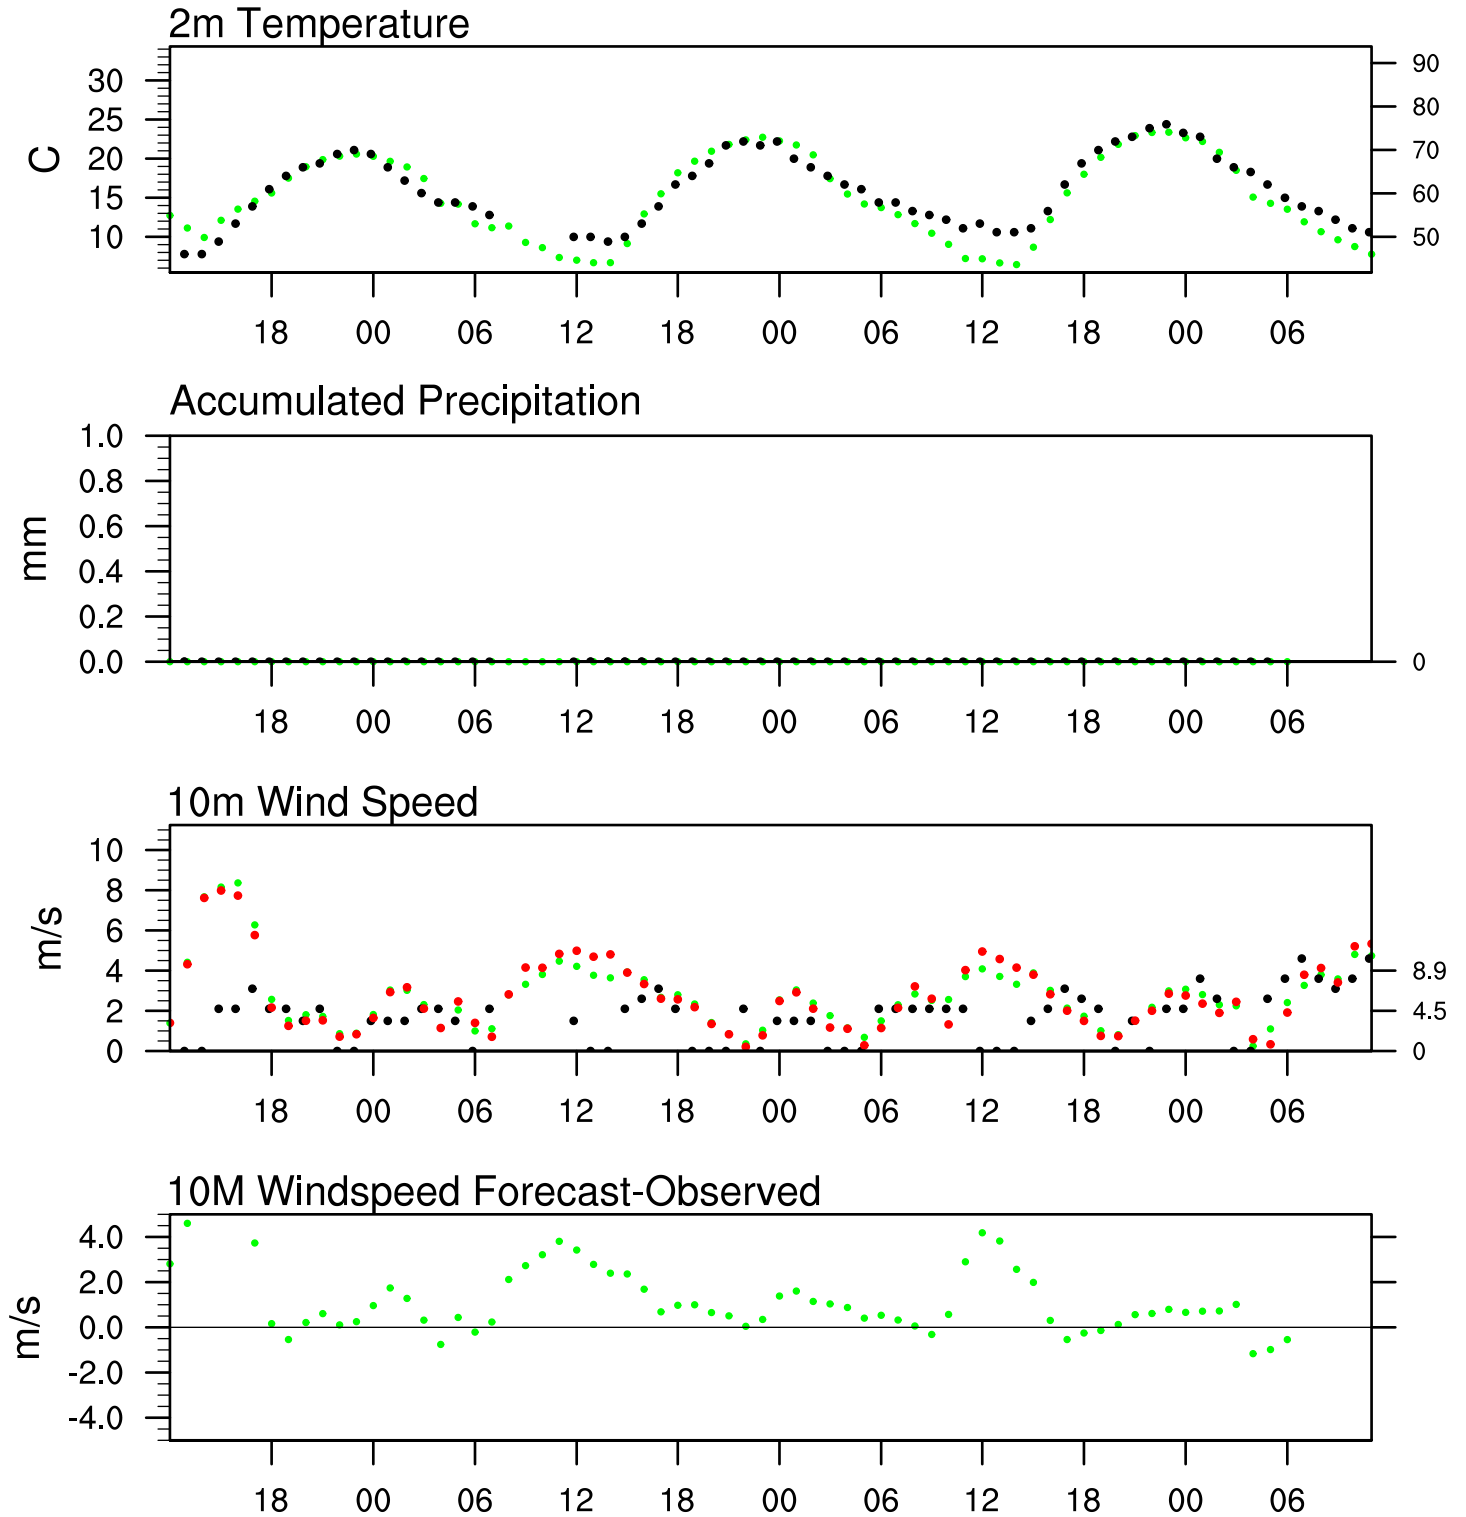 2m Temperature
30
25
20
15
10
C
90
80
70
60
50
18 00 06 12 18 00 06 12 18 00 06
Accumulated Precipitation
1.0
0.8
0.6
0.4
0.2
0.0
mm
0
18 00 06 12 18 00 06 12 18 00 06
10m Wind Speed
10
8
6
4
2
0
m/s
8.9
4.5
0
18 00 06 12 18 00 06 12 18 00 06
10M Windspeed Forecast-Observed
4.0
2.0
0.0
-2.0
-4.0
m/s
18 00 06 12 18 00 06 12 18 00 06